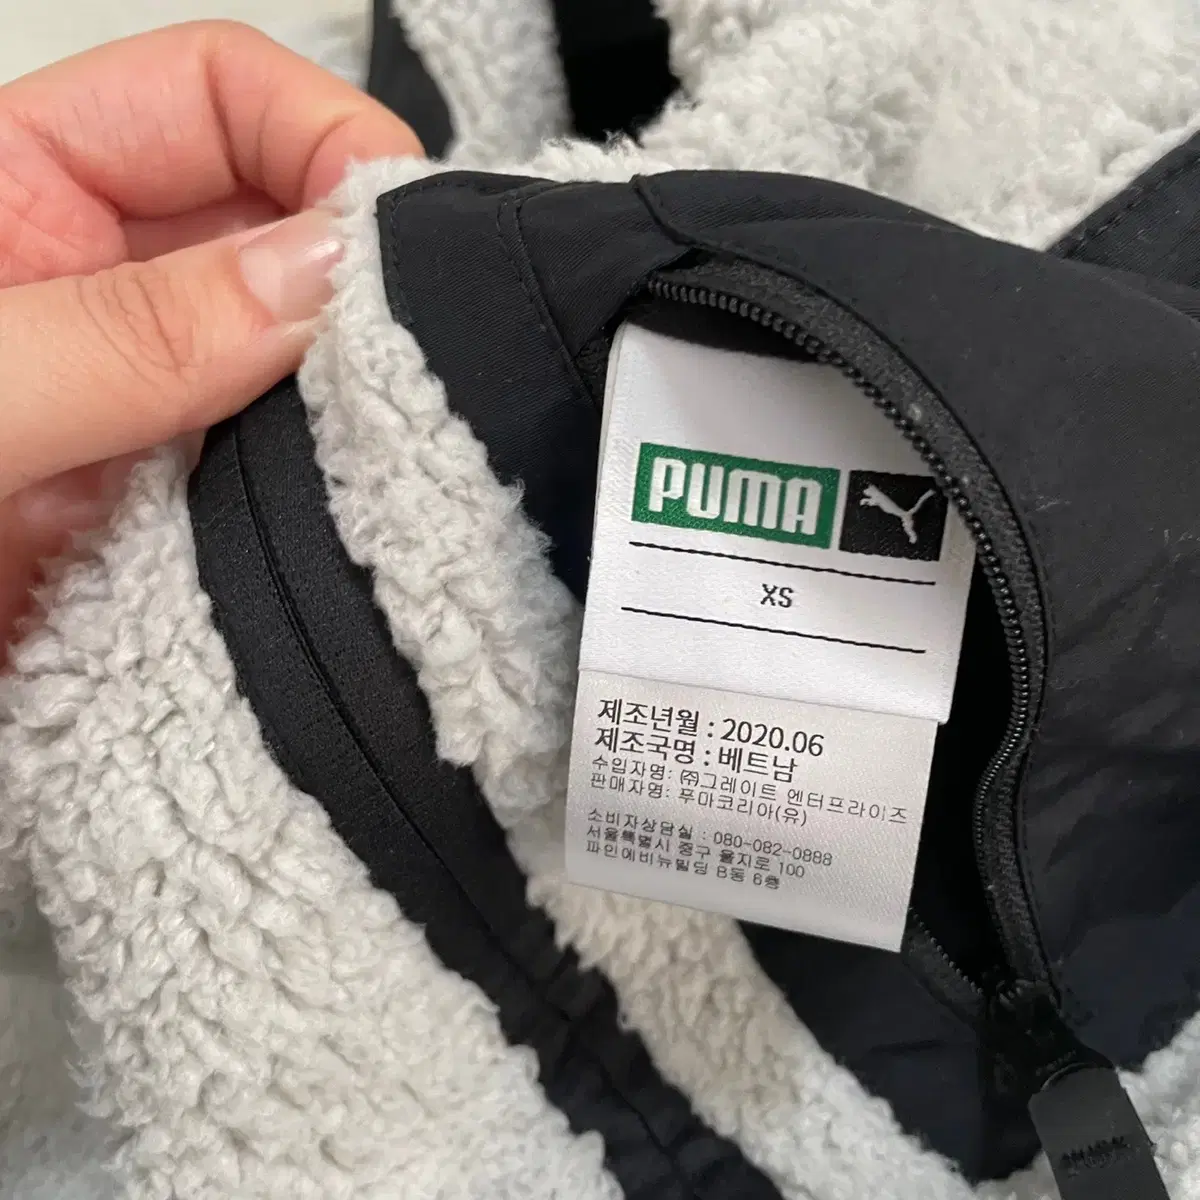 PUMA
XS
제조년월 : 2020.06
제조국명 : 베트남
수입자명: ㈜그레이트 엔터프라이즈
판매자명: 푸마코리아(유)
소비자상담실 : 080-082-0888
서울특별시 중구 을지로 100
파인에비뉴빌딩 B동 6층